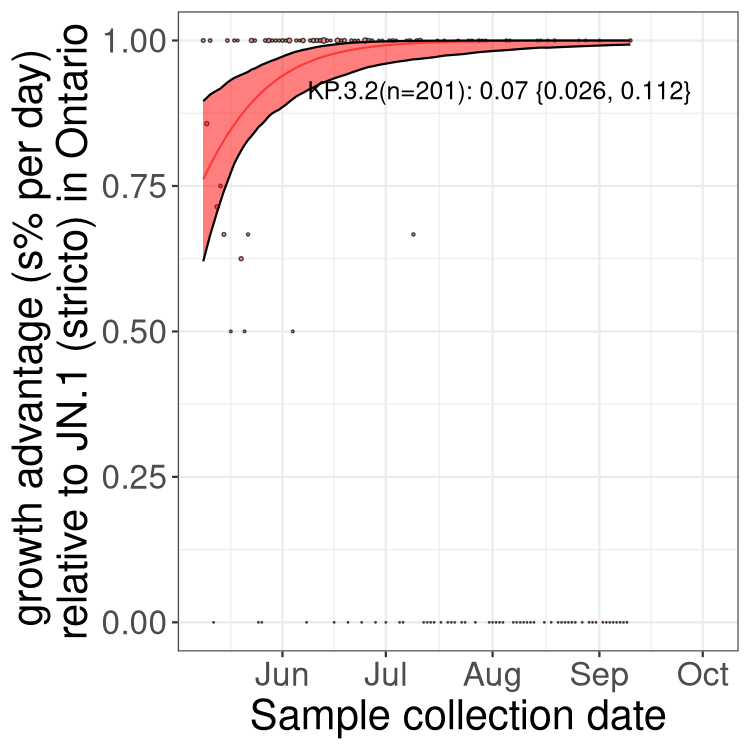 growth advantage (s% per day)
relative to JN.1 (stricto) in Ontario
1.00
0.75
0.50
0.25
0.00
KP.3.2(n=201): 0.07 {0.026, 0.112}
Jun Jul Aug Sep Oct
Sample collection date